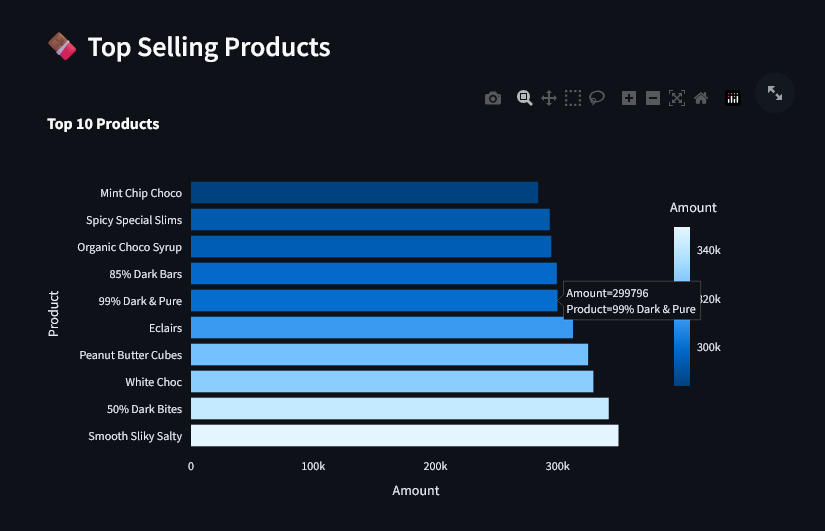 Top Selling Products
Top 10 Products
Amount
Mint Chip Choco
Spicy Special Slims
Organic Choco Syrup
85% Dark Bars
99% Dark & Pure
Eclairs
Peanut Butter Cubes
White Choc
50% Dark Bites
Smooth Sliky Salty
Product
Amount=299796
Product=99% Dark & Pure
340k
300k
0 100k 200k 300k
Amount